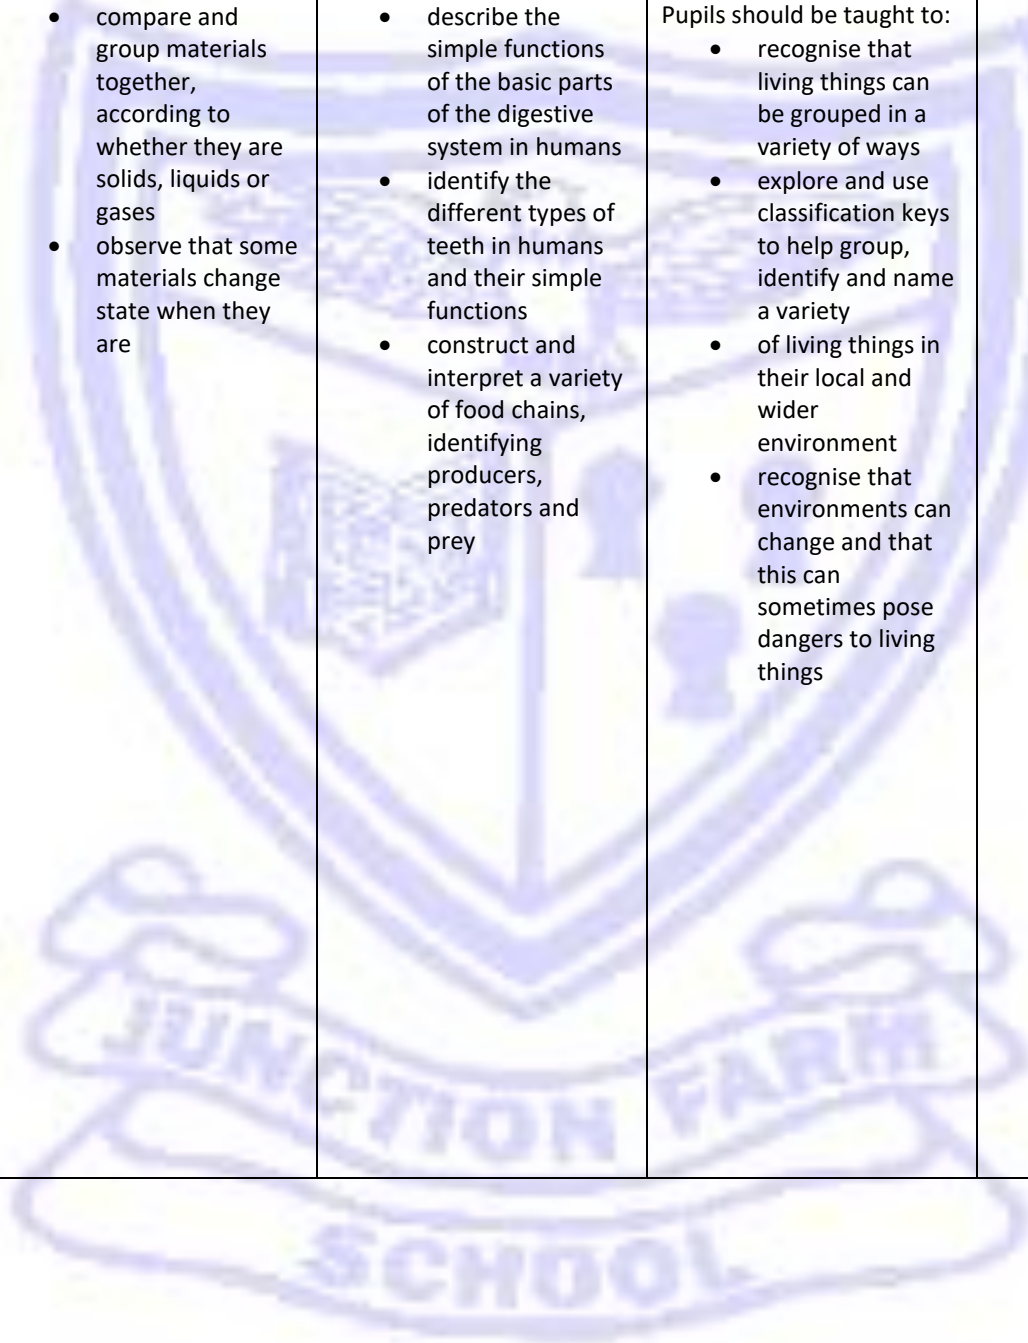 • compare and
group materials
together,
according to
whether they are
solids, liquids or
gases
• observe that some
materials change
state when they
are
• describe the
simple functions
of the basic parts
of the digestive
system in humans
• identify the
different types of
teeth in humans
and their simple
functions
• construct and
interpret a variety
of food chains,
identifying
producers,
predators and
prey
Pupils should be taught to:
• recognise that
living things can
be grouped in a
variety of ways
• explore and use
classification keys
to help group,
identify and name
a variety
• of living things in
their local and
wider
environment
• recognise that
environments can
change and that
this can
sometimes pose
dangers to living
things
JUNCTION FARM
SCHOOL